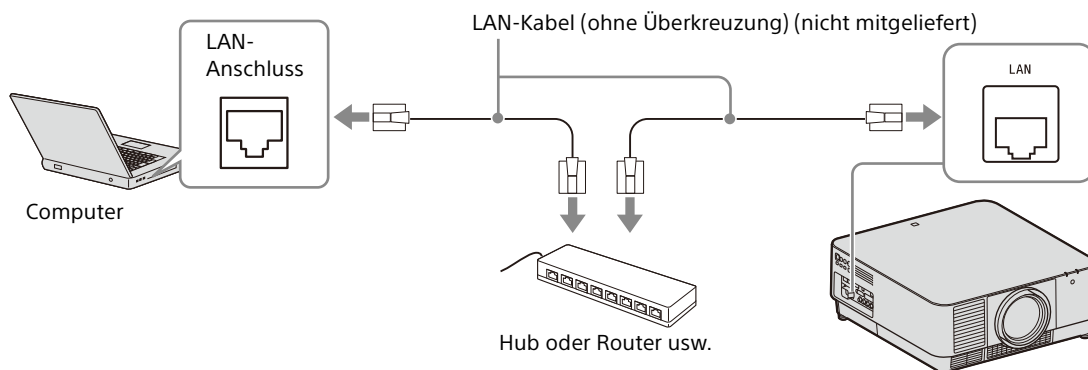 LAN-Kabel (ohne Überkreuzung) (nicht mitgeliefert)
LAN-
Anschluss
LAN
Computer
Hub oder Router usw.